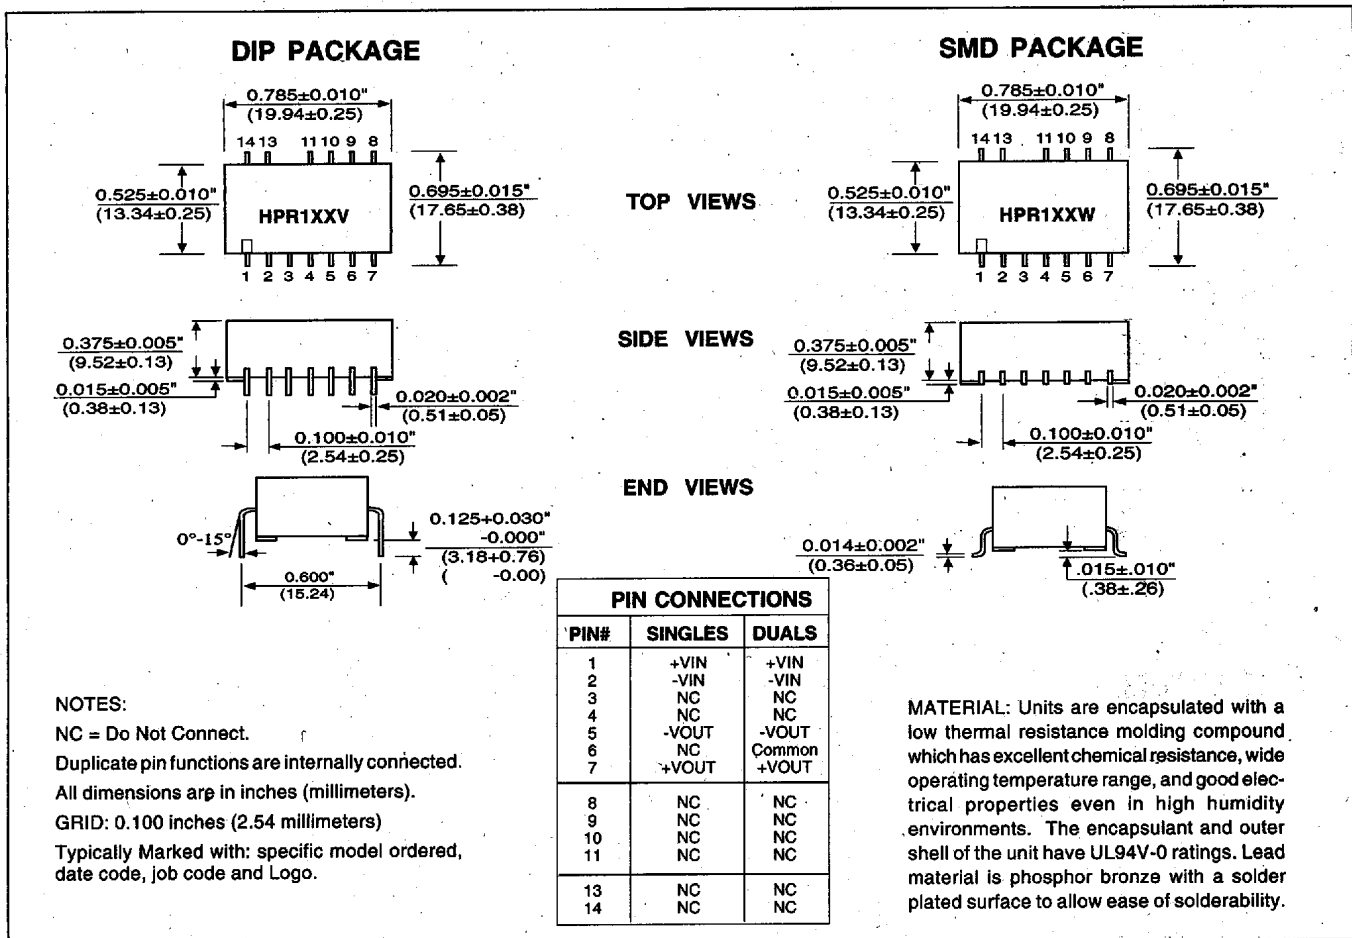 DIP PACKAGE
0.785±0.010"
(19.94±0.25)
14 13 11 10 9 8
0.525±0.010"
(13.34±0.25)
HPR1XXV
0.695±0.015"
(17.65±0.38)
1 2 3 4 5 6 7
TOP VIEWS
SMD PACKAGE
0.785±0.010"
(19.94±0.25)
14 13 11 10 9 8
0.525±0.010"
(13.34±0.25)
HPR1XXW
0.695±0.015"
(17.65±0.38)
1 2 3 4 5 6 7
0.375±0.005"
(9.52±0.13)
0.015±0.005"
(0.38±0.13)
0.020±0.002"
(0.51±0.05)
0.100±0.010"
(2.54±0.25)
SIDE VIEWS
0.375±0.005"
(9.52±0.13)
0.015±0.005"
(0.38±0.13)
0.020±0.002"
(0.51±0.05)
0.100±0.010"
(2.54±0.25)
END VIEWS
0°-15°
0.125+0.030"
-0.000"
(3.18+0.76)
( -0.00)
0.600"
(15.24)
0.014±0.002"
(0.36±0.05)
.015±.010"
(.38±.26)
PIN CONNECTIONS
PIN# SINGLES DUALS
1 +VIN +VIN
2 -VIN -VIN
3 NC NC
4 NC NC
5 -VOUT -VOUT
6 NC Common
7 +VOUT +VOUT
8 NC NC
9 NC NC
10 NC NC
11 NC NC
13 NC NC
14 NC NC
NOTES:
NC = Do Not Connect.
Duplicate pin functions are internally connected.
All dimensions are in inches (millimeters).
GRID: 0.100 inches (2.54 millimeters)
Typically Marked with: specific model ordered,
date code, job code and Logo.
MATERIAL: Units are encapsulated with a
low thermal resistance molding compound
which has excellent chemical resistance, wide
operating temperature range, and good elec-
trical properties even in high humidity
environments. The encapsulant and outer
shell of the unit have UL94V-0 ratings. Lead
material is phosphor bronze with a solder
plated surface to allow ease of solderability.